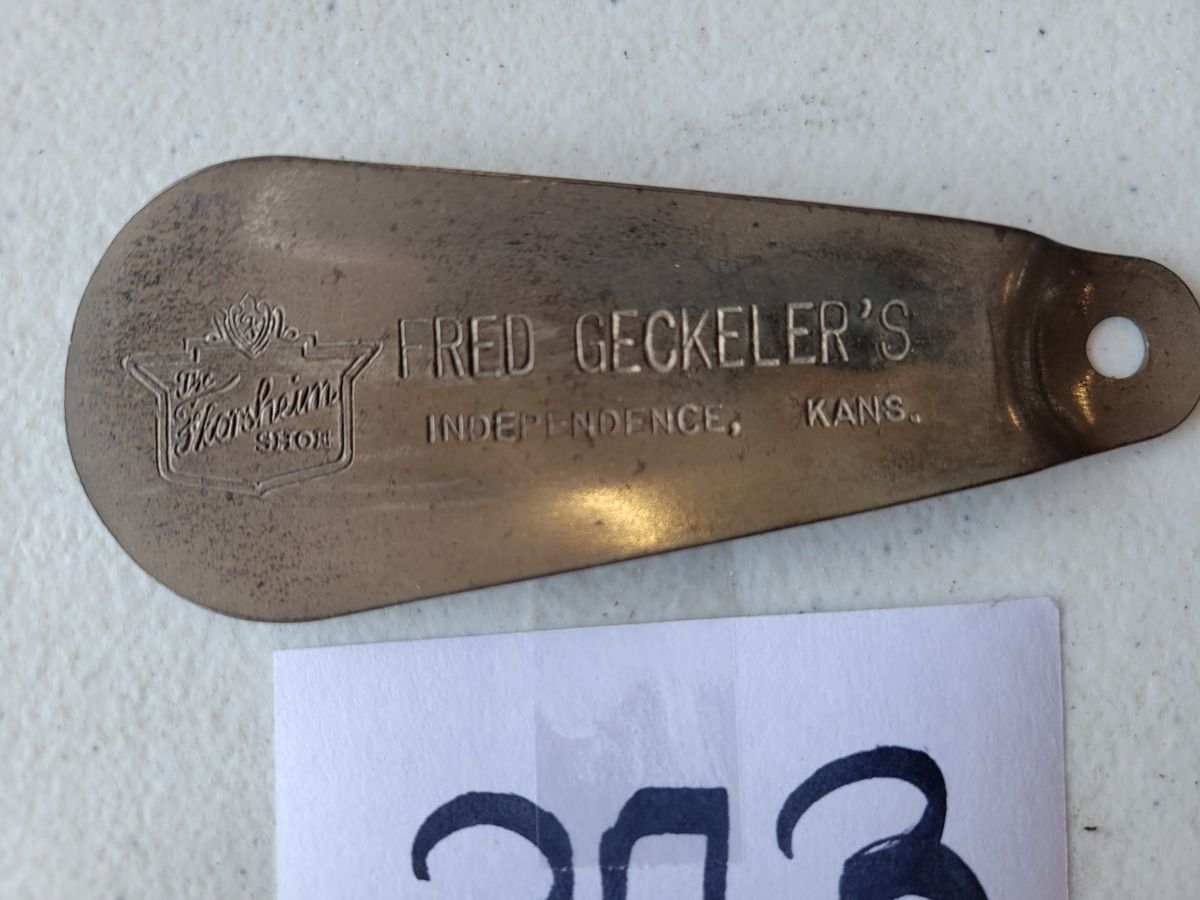 The
Florsheim
SHOE
FRED GECKELER'S
INDEPENDENCE, KANS.